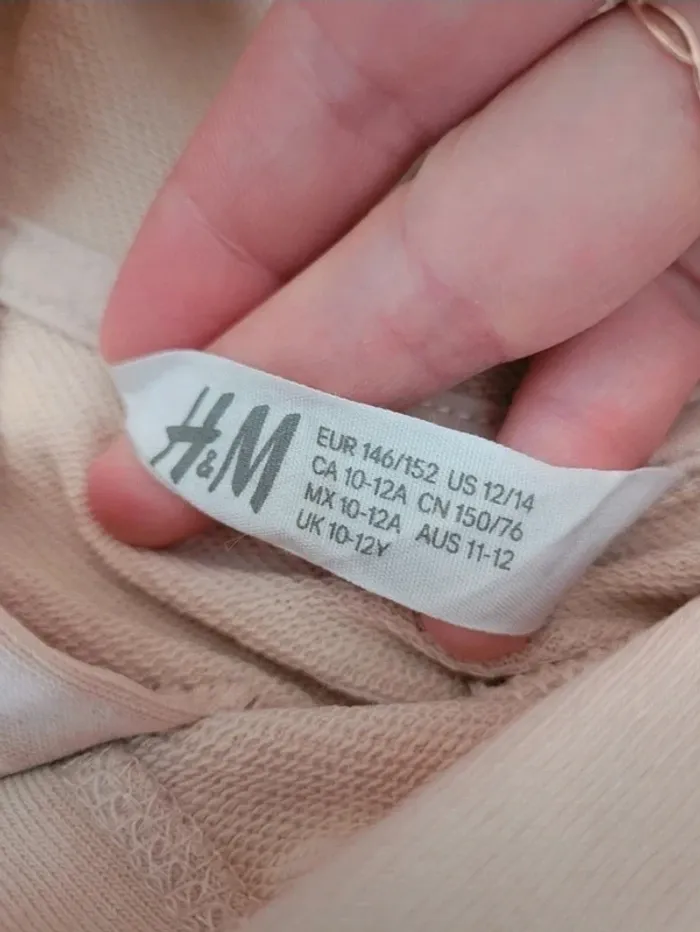 H&M
EUR 146/152 US 12/14
CA 10-12A CN 150/76
MX 10-12A AUS 11-12
UK 10-12Y